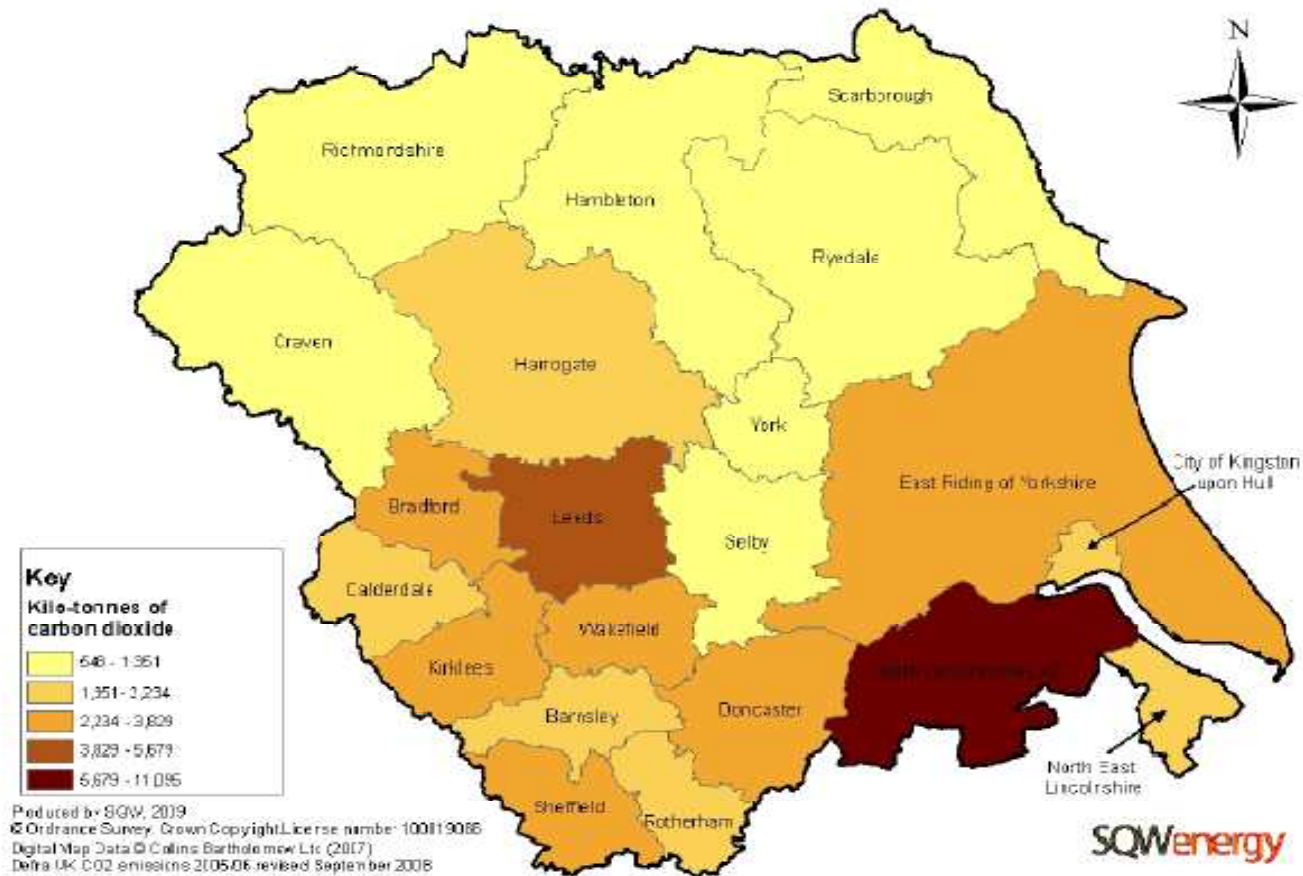 N
Scarborough
Richmondshire
Hambleton
Ryedale
Craven
Harrogate
York
City of Kingston
upon Hull
East Riding of Yorkshire
Bradford
Leeds
Selby
Key
Kilo-tonnes of
carbon dioxide
1,951 - 2,234
2,234 - 3,829
3,829 - 5,679
5,679 - 11,095
Calderdale
Wakefield
Kirklees
Barnsley
Doncaster
North East
Lincolnshire
Sheffield
Rotherham
Produced by SQW, 2009
© Ordnance Survey. Crown Copyright License number 100019086
Digital Map Data © Collins Bartholomew Ltd (2007)
Defra UK CO2 emissions 2005/06 revised September 2008
SQWenergy